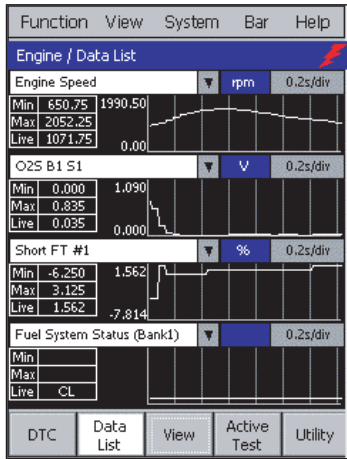 Function View System Bar Help
Engine / Data List
Engine Speed ▼ rpm 0.2s/div
Min 650.75 1990.50
Max 2052.25
Live 1071.75 0.00
O2S B1 S1 ▼ V 0.2s/div
Min 0.000 1.090
Max 0.835
Live 0.035 0.000
Short FT #1 ▼ % 0.2s/div
Min -6.250 1.562
Max 3.125
Live 1.562 -7.814
Fuel System Status (Bank1) ▼ 0.2s/div
Min
Max
Live CL
DTC Data List View Active Test Utility